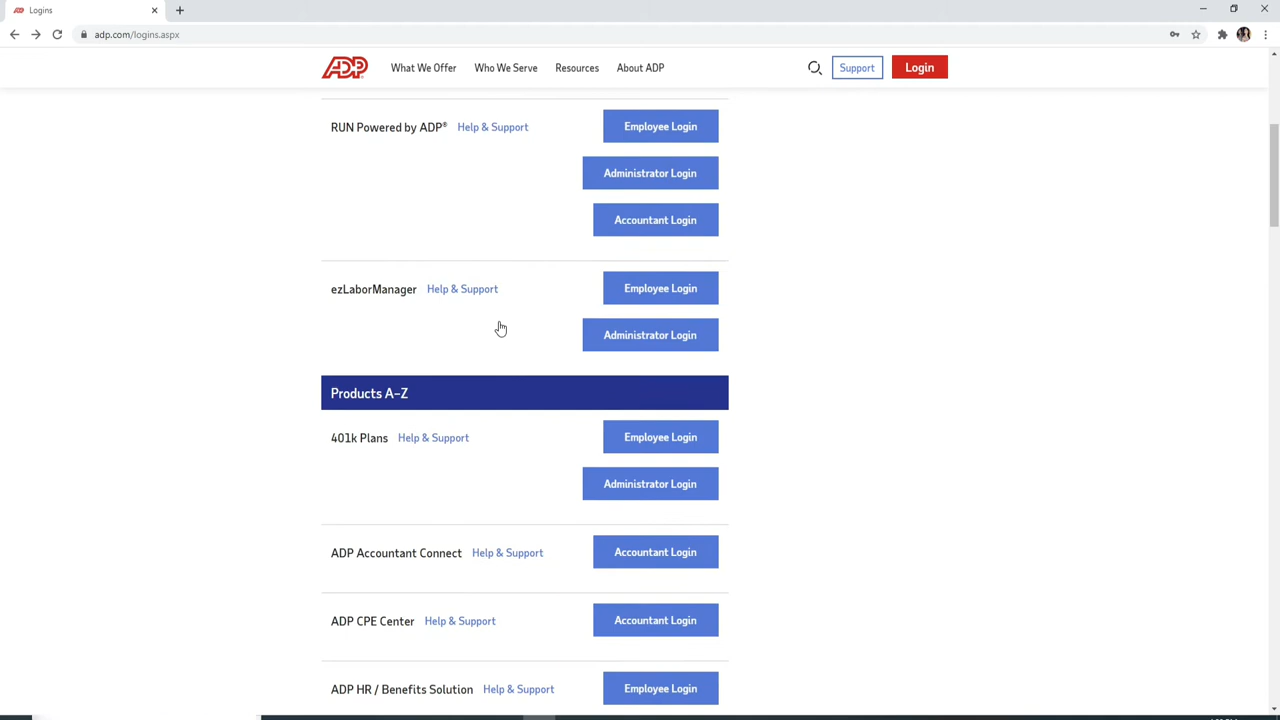 Logins
adp.com/logins.aspx
ADP
What We Offer
Who We Serve
Resources
About ADP
Support
Login
RUN Powered by ADP® Help & Support
Employee Login
Administrator Login
Accountant Login
ezLaborManager Help & Support
Employee Login
Administrator Login
Products A–Z
401k Plans Help & Support
Employee Login
Administrator Login
ADP Accountant Connect Help & Support
Accountant Login
ADP CPE Center Help & Support
Accountant Login
ADP HR / Benefits Solution Help & Support
Employee Login